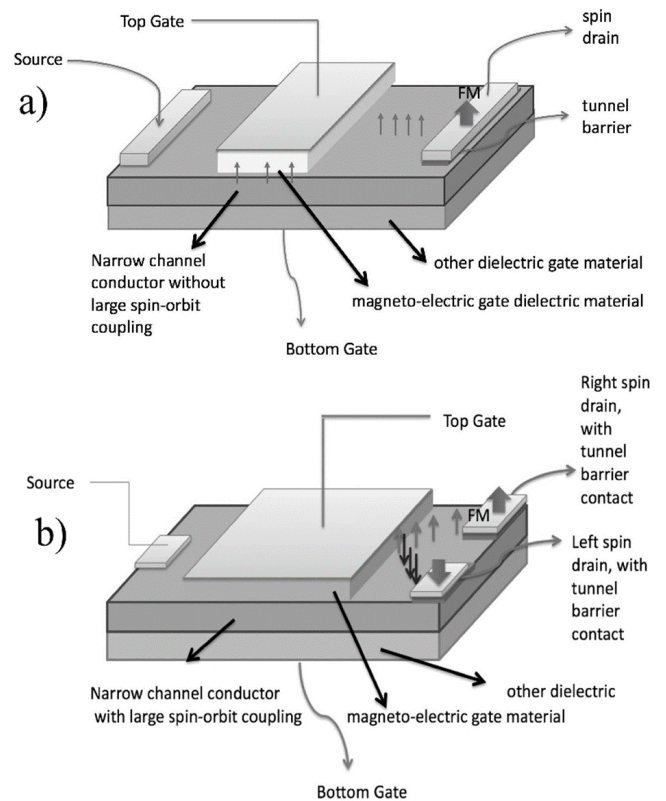 Top Gate
Source
spin
drain
a)
FM
tunnel
barrier
Narrow channel
conductor without
large spin-orbit
coupling
other dielectric gate material
magneto-electric gate dielectric material
Bottom Gate
Right spin
drain,
with
tunnel
barrier
contact
Top Gate
Source
b)
FM
Left spin
drain, with
tunnel
barrier
contact
Narrow channel conductor
with large spin-orbit coupling
other dielectric
magneto-electric gate material
Bottom Gate